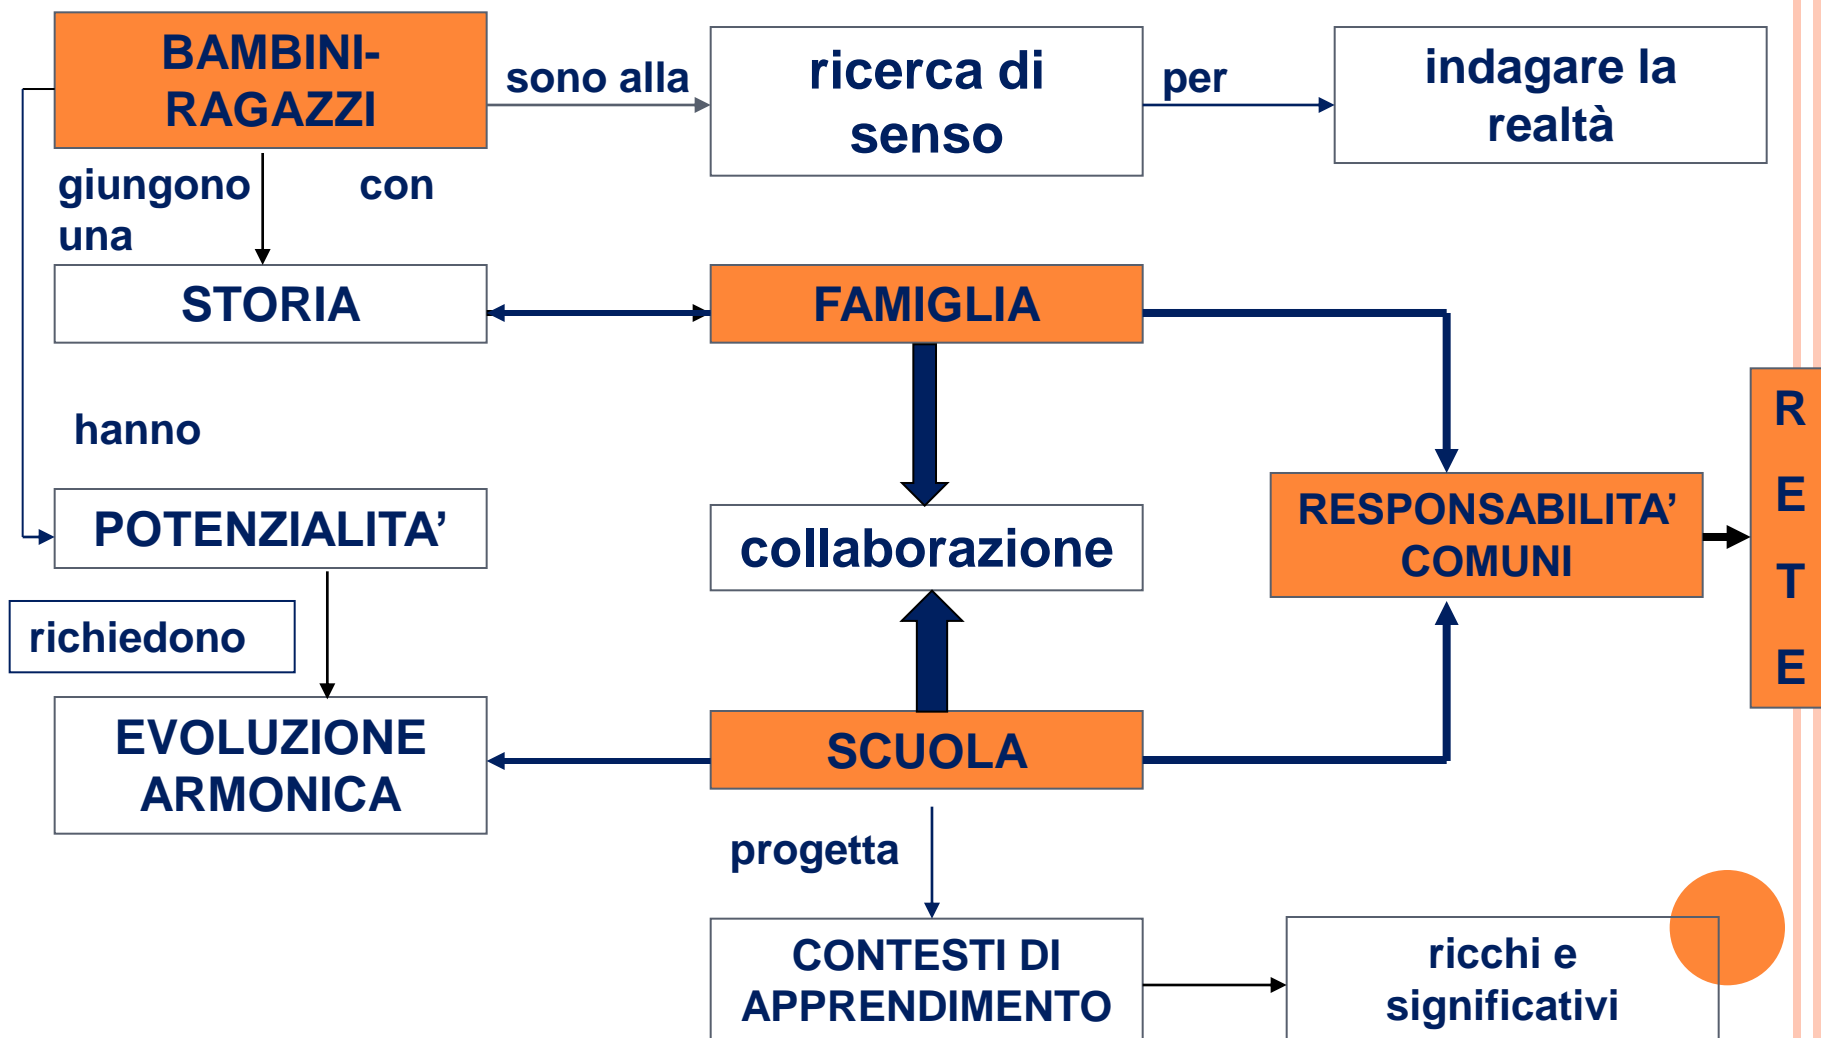 BAMBINI-
RAGAZZI
sono alla
ricerca di
senso
per
indagare la
realtà
giungono con
una
STORIA
FAMIGLIA
hanno
POTENZIALITA’
collaborazione
RESPONSABILITA’
COMUNI
R
E
T
E
richiedono
EVOLUZIONE
ARMONICA
SCUOLA
progetta
CONTESTI DI
APPRENDIMENTO
ricchi e
significativi